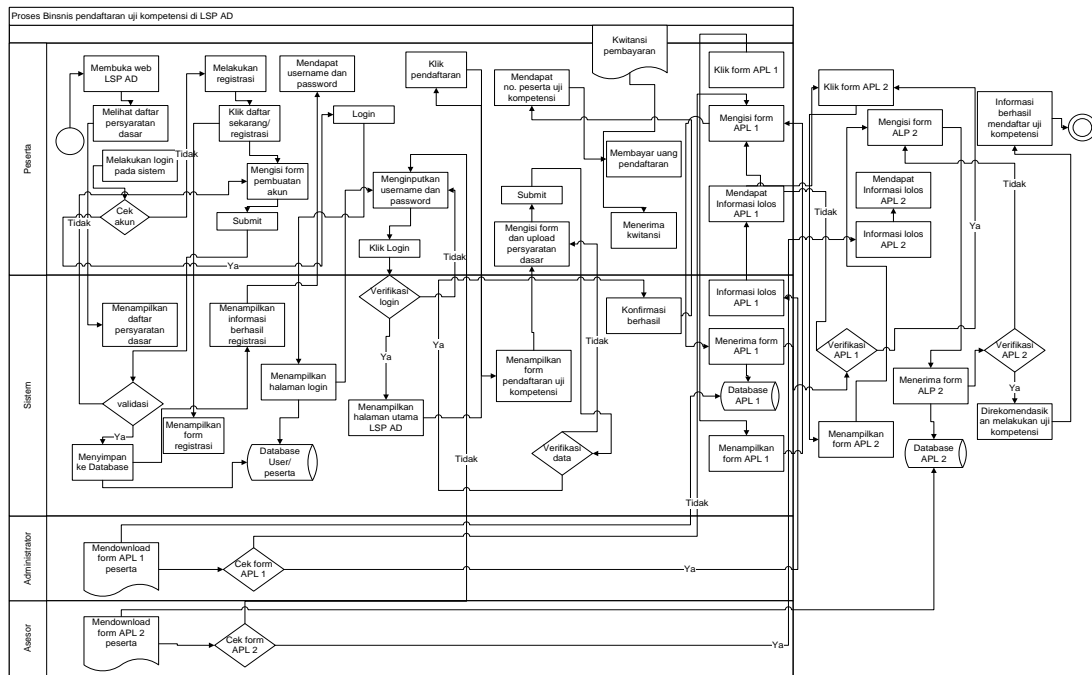 Proses Binsnis pendaftaran uji kompetensi di LSP AD
Peserta
Membuka web
LSP AD
Melihat daftar
persyaratan
dasar
Melakukan login
pada sistem
Cek
akun
Tidak
Ya
Melakukan
registrasi
Klik daftar
sekarang/
registrasi
Tidak
Mengisi form
pembuatan
akun
Submit
Mendapat
username dan
password
Login
Menginputkan
username dan
password
Klik Login
Tidak
Klik
pendaftaran
Mendapat
no. peserta uji
kompetensi
Submit
Mengisi form
dan upload
persyaratan
dasar
Kwitansi
pembayaran
Membayar uang
pendaftaran
Menerima
kwitansi
Klik form APL 1
Mengisi form
APL 1
Mendapat
Informasi lolos
APL 1
Klik form APL 2
Mengisi form
ALP 2
Mendapat
Informasi lolos
APL 2
Informasi lolos
APL 2
Tidak
Ya
Informasi
berhasil
mendaftar uji
kompetensi
Tidak
Sistem
Menampilkan
daftar
persyaratan
dasar
validasi
Ya
Menyimpan
ke Database
Menampilkan
form
registrasi
Menampilkan
informasi
berhasil
registrasi
Menampilkan
halaman login
Database
User/
peserta
Verifikasi
login
Ya
Menampilkan
halaman utama
LSP AD
Ya
Tidak
Menampilkan
form
pendaftaran uji
kompetensi
Tidak
Verifikasi
data
Konfirmasi
berhasil
Informasi lolos
APL 1
Menerima form
APL 1
Database
APL 1
Menampilkan
form APL 1
Tidak
Verifikasi
APL 1
Menampilkan
form APL 2
Menerima form
ALP 2
Database
APL 2
Verifikasi
APL 2
Ya
Direkomendasik
an melakukan uji
kompetensi
Administrator
Mendownload
form APL 1
peserta
Cek form
APL 1
Ya
Asesor
Mendownload
form APL 2
peserta
Cek form
APL 2
Ya